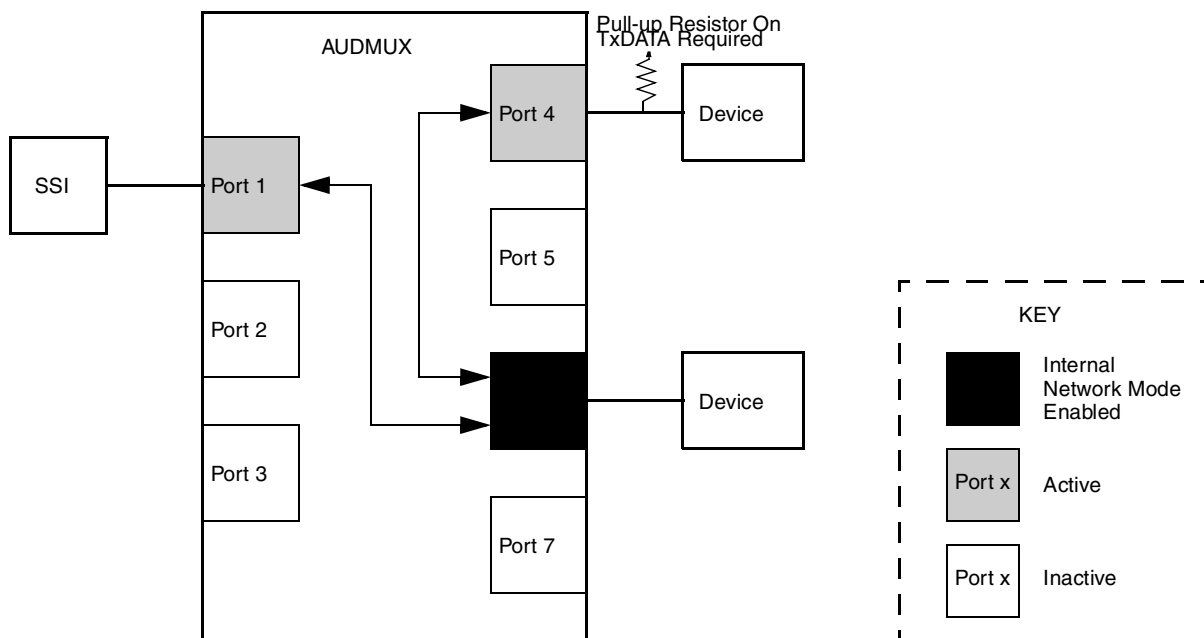 Pull-up Resistor On
TxDATA Required
AUDMUX
Port 4
Device
SSI
Port 1
Port 5
Port 2
KEY
Internal
Network Mode
Enabled
Device
Port 3
Port x
Active
Port 7
Port x
Inactive